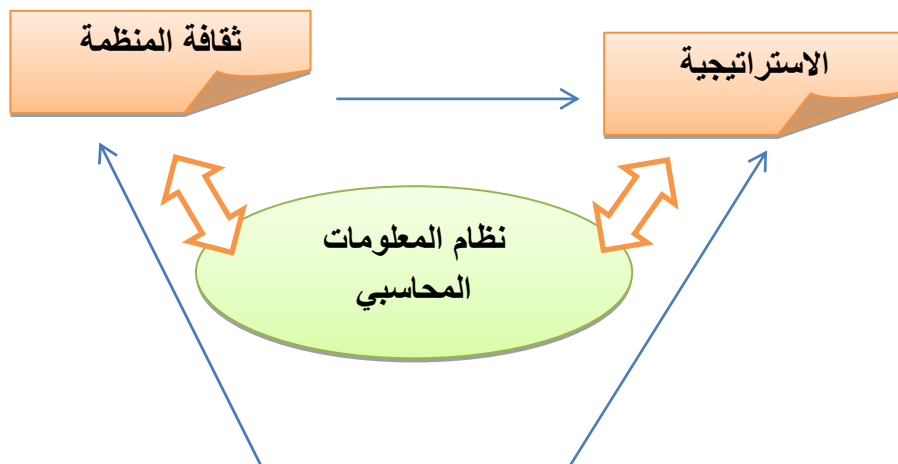 ثقافة المنظمة
الاستراتيجية
نظام المعلومات
المحاسبي